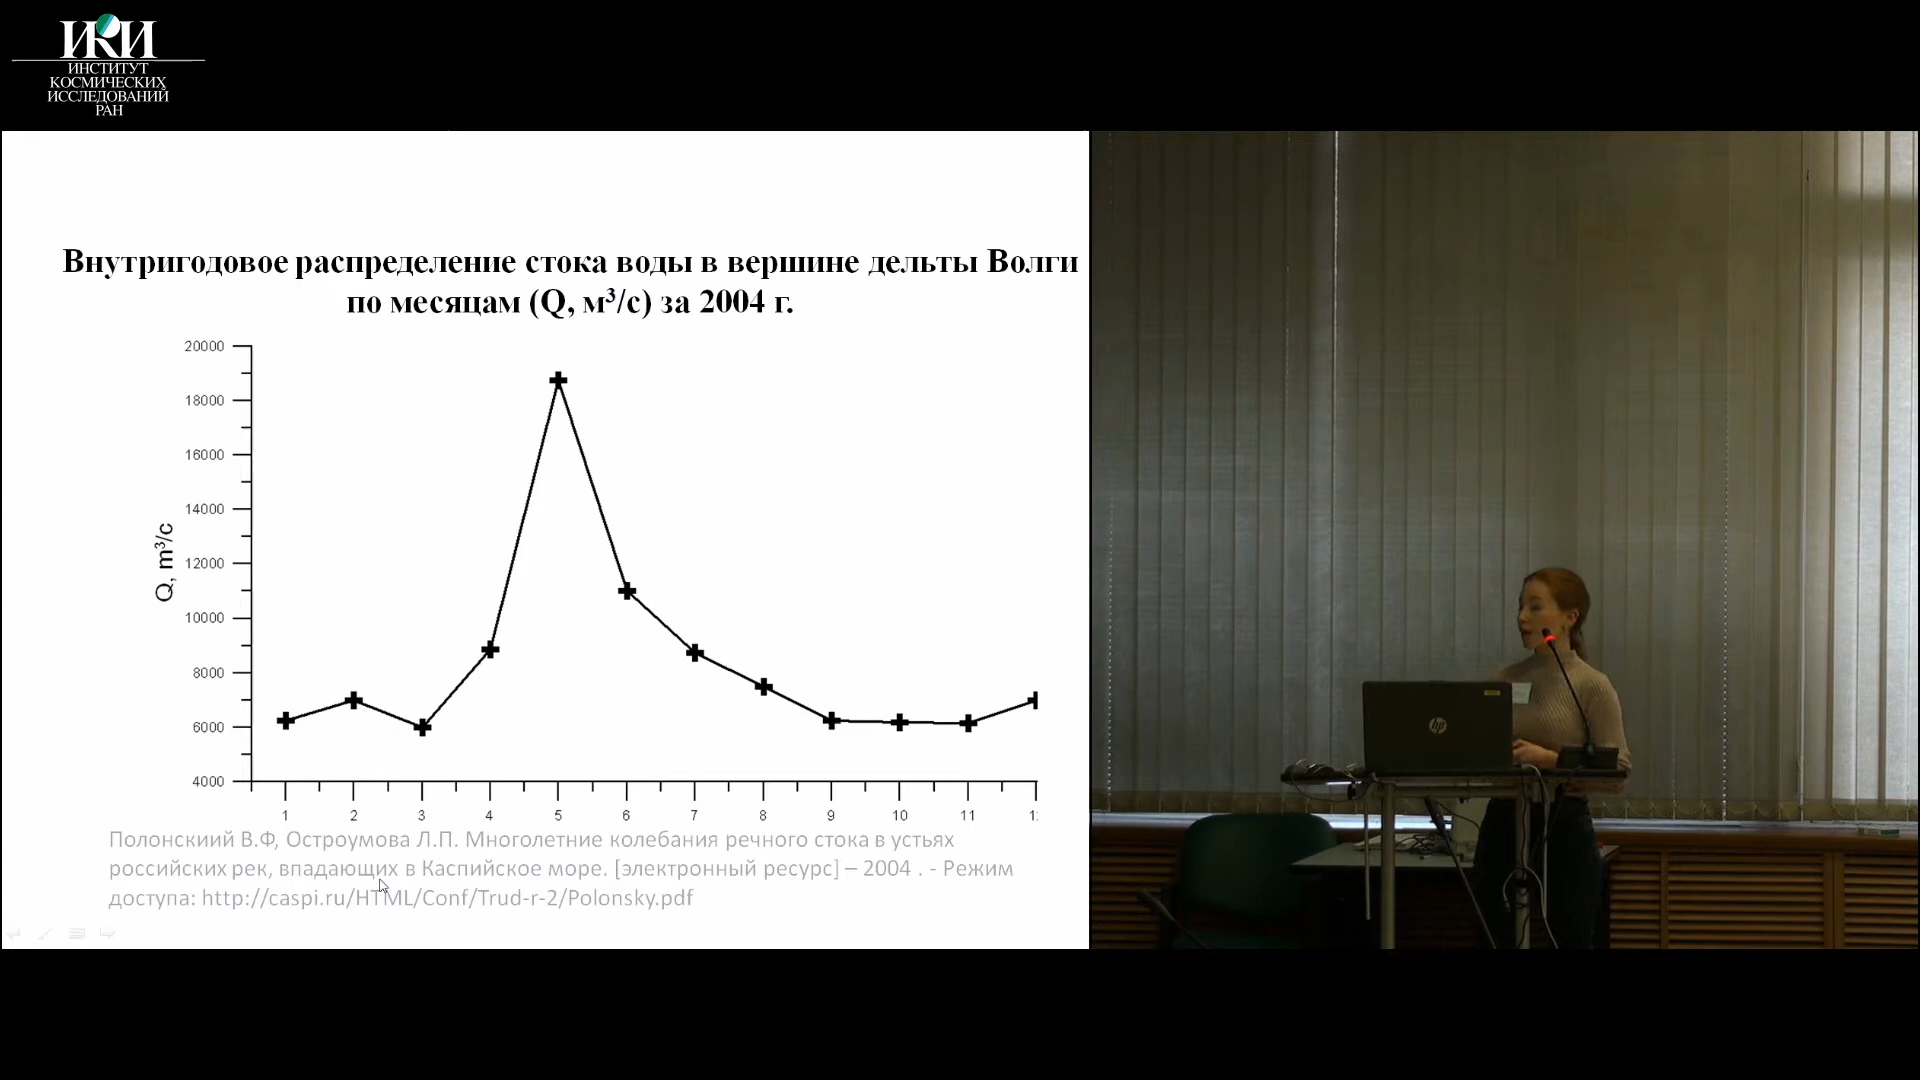 ИКИ
ИНСТИТУТ
КОСМИЧЕСКИХ
ИССЛЕДОВАНИЙ
РАН
Внутригодовое распределение стока воды в вершине дельты Волги
по месяцам (Q, м³/с) за 2004 г.
20000
18000
16000
14000
12000
10000
8000
6000
4000
Q, m³/c
1 2 3 4 5 6 7 8 9 10 11 1
Полонскиий В.Ф, Остроумова Л.П. Многолетние колебания речного стока в устьях
российских рек, впадающих в Каспийское море. [электронный ресурс] – 2004 . - Режим
доступа: http://caspi.ru/HTML/Conf/Trud-r-2/Polonsky.pdf
hp